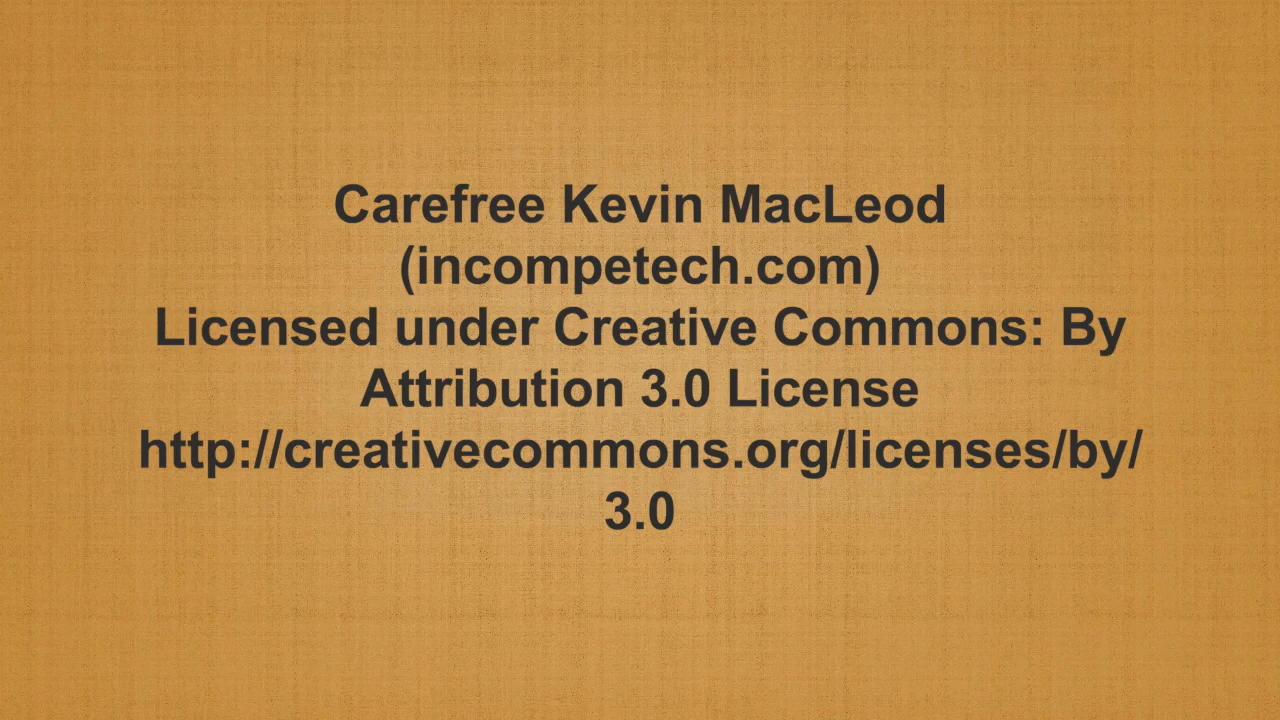 Carefree Kevin MacLeod
(incompetech.com)
Licensed under Creative Commons: By
Attribution 3.0 License
http://creativecommons.org/licenses/by/
3.0